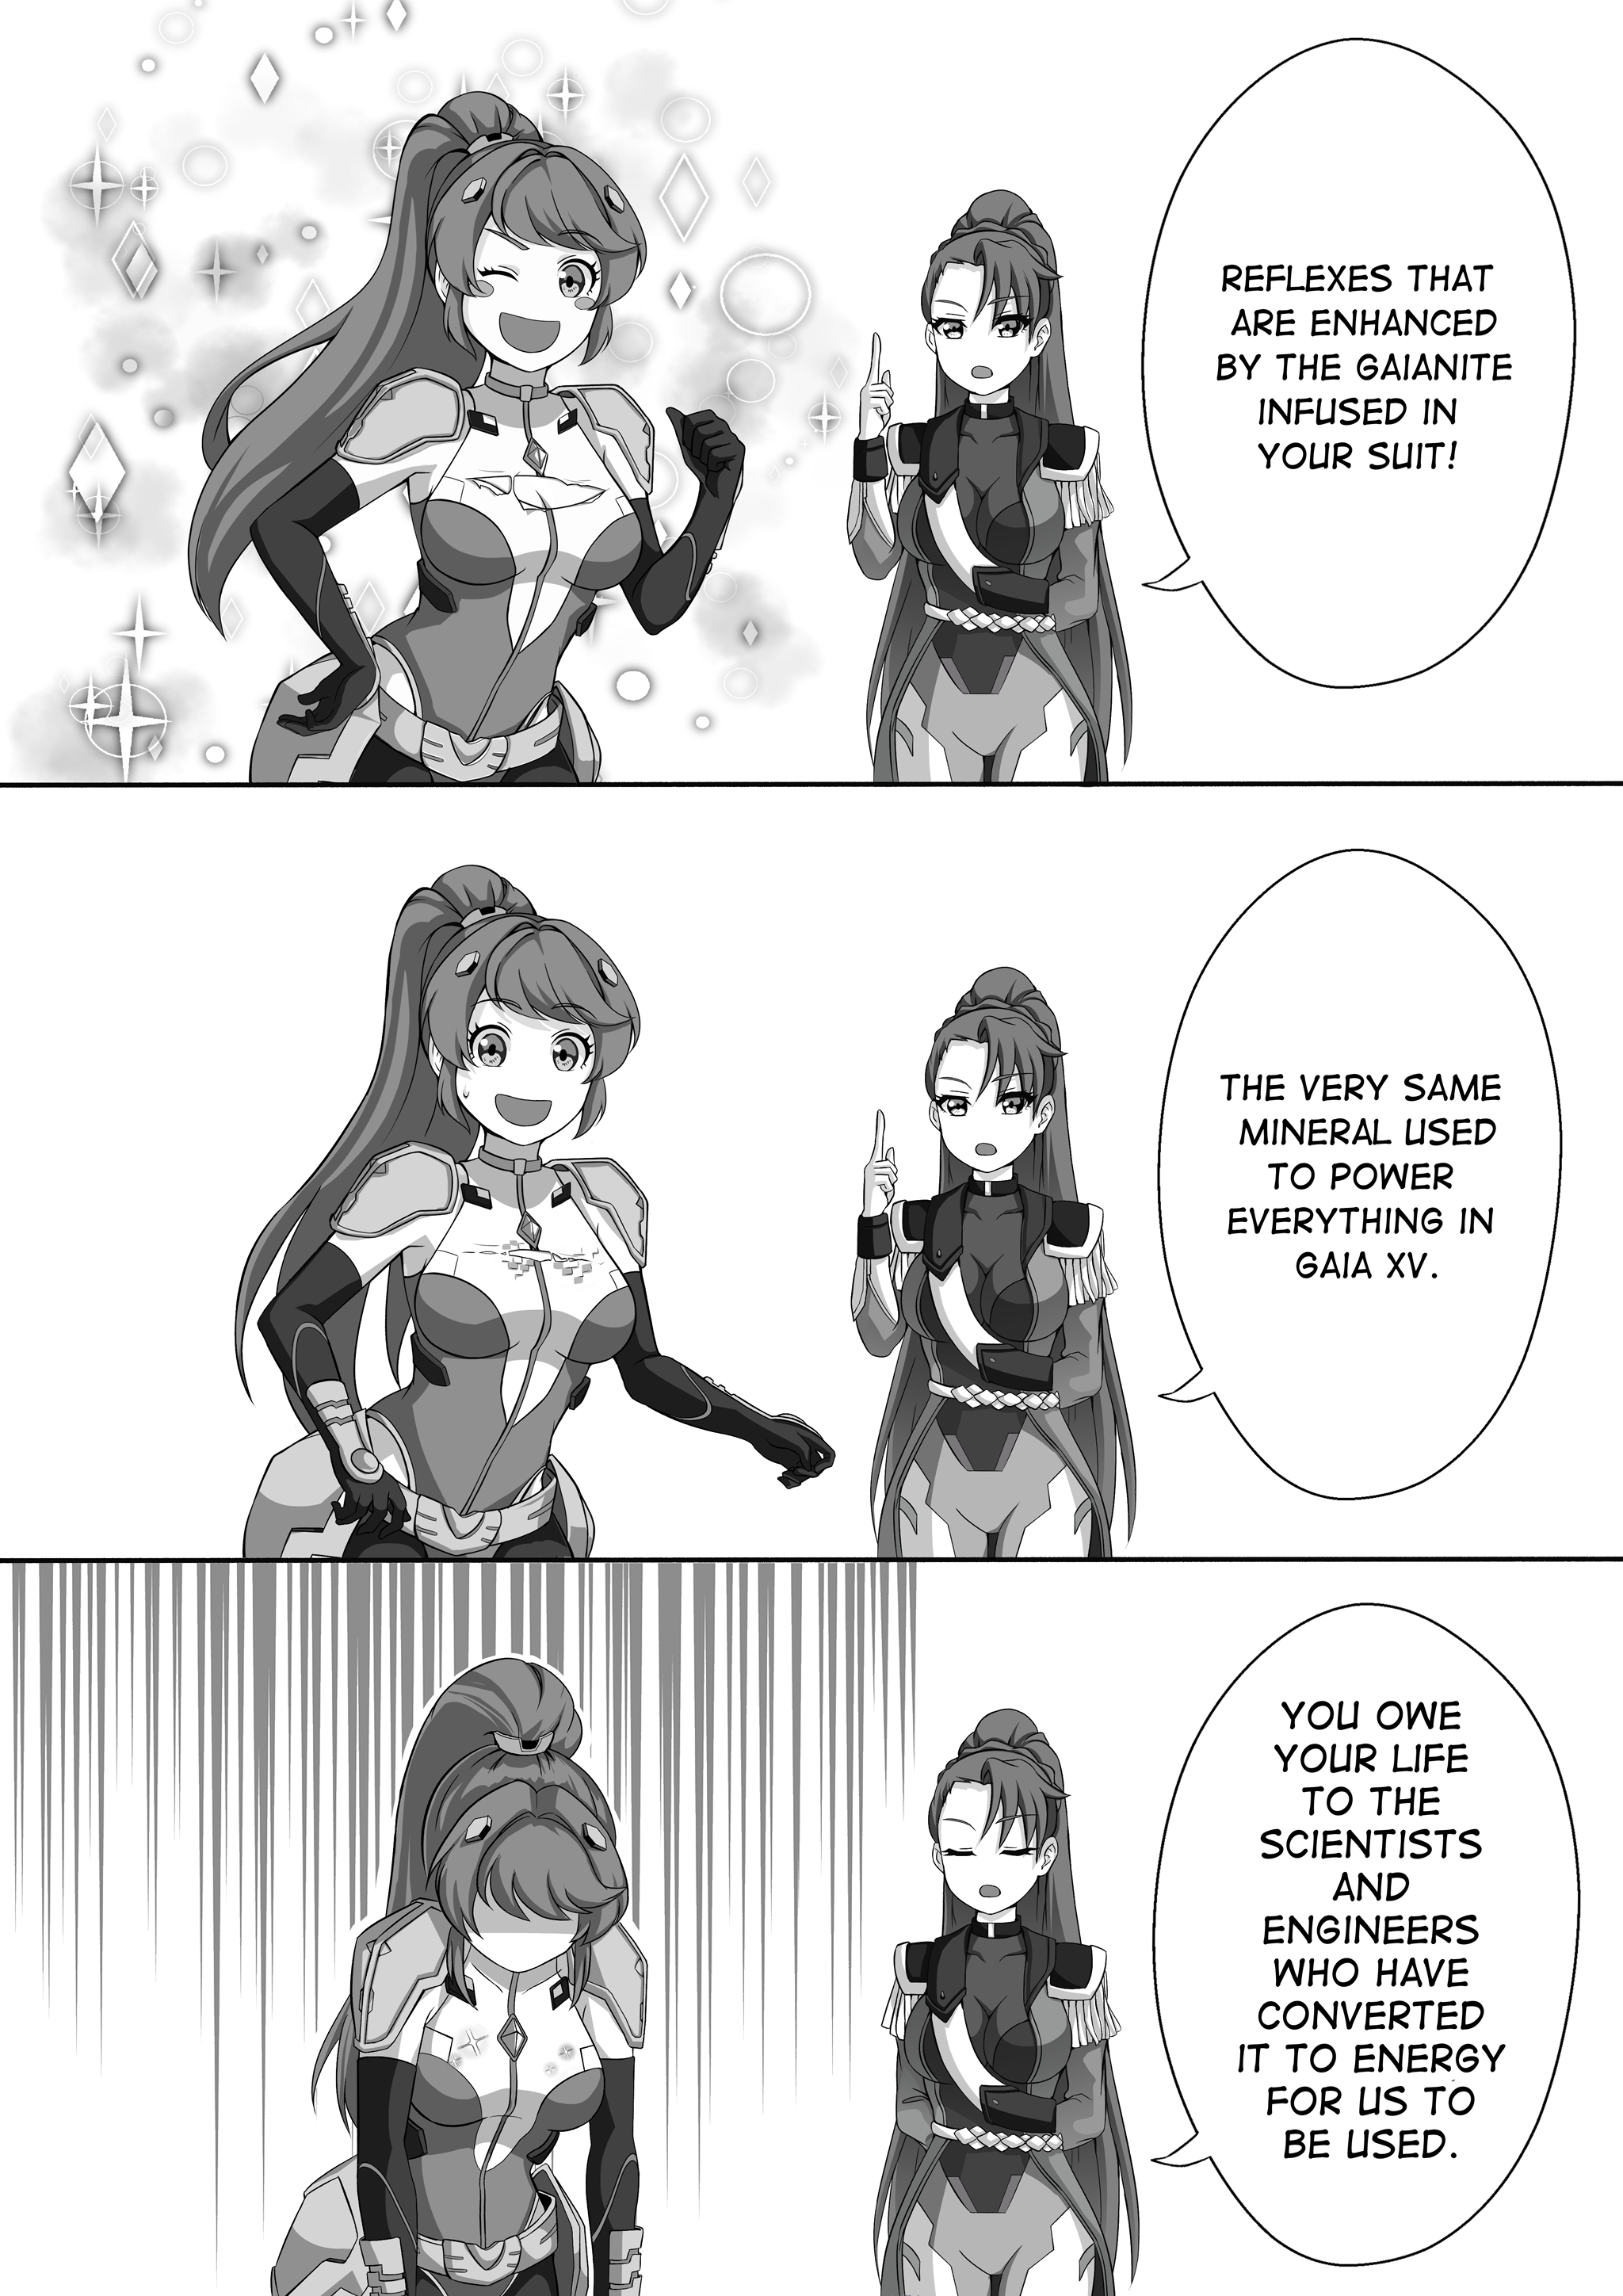 REFLEXES THAT
ARE ENHANCED
BY THE GAIANITE
INFUSED IN
YOUR SUIT!
THE VERY SAME
MINERAL USED
TO POWER
EVERYTHING IN
GAIA XV.
YOU OWE
YOUR LIFE
TO THE
SCIENTISTS
AND
ENGINEERS
WHO HAVE
CONVERTED
IT TO ENERGY
FOR US TO
BE USED.